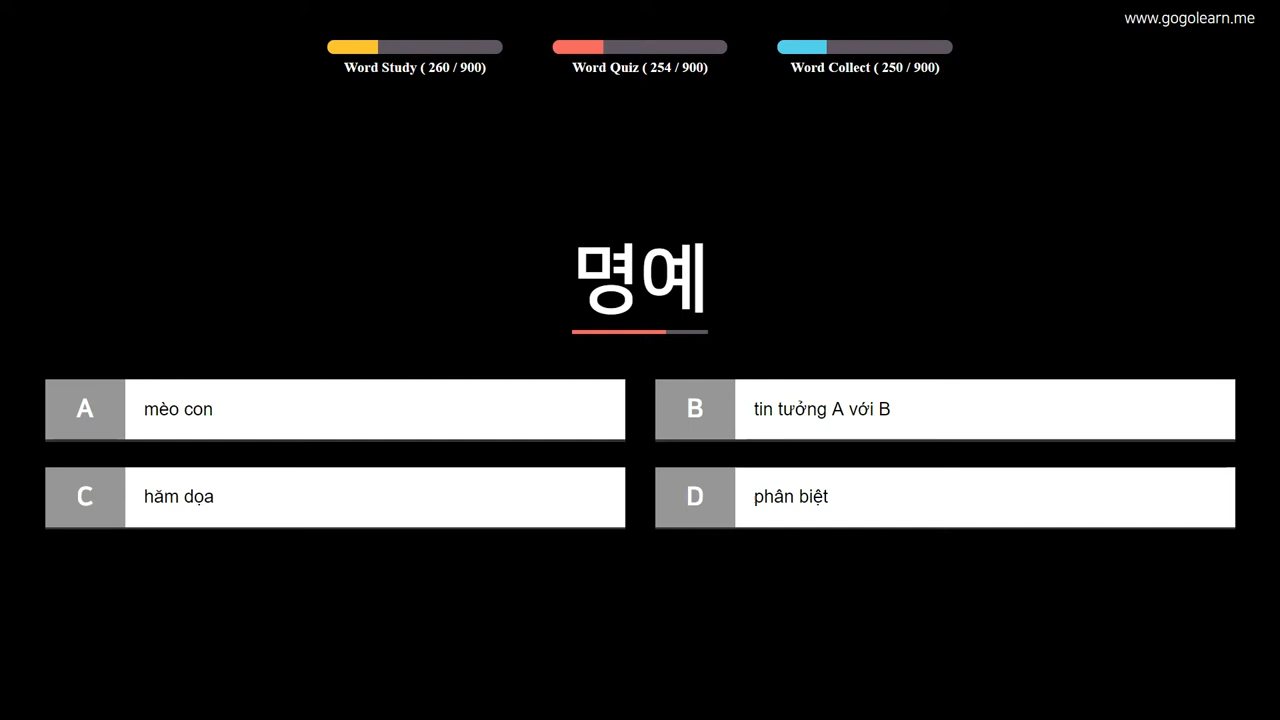 www.gogolearn.me
Word Study ( 260 / 900)
Word Quiz ( 254 / 900)
Word Collect ( 250 / 900)
명예
A mèo con
B tin tưởng A với B
C hăm dọa
D phân biệt